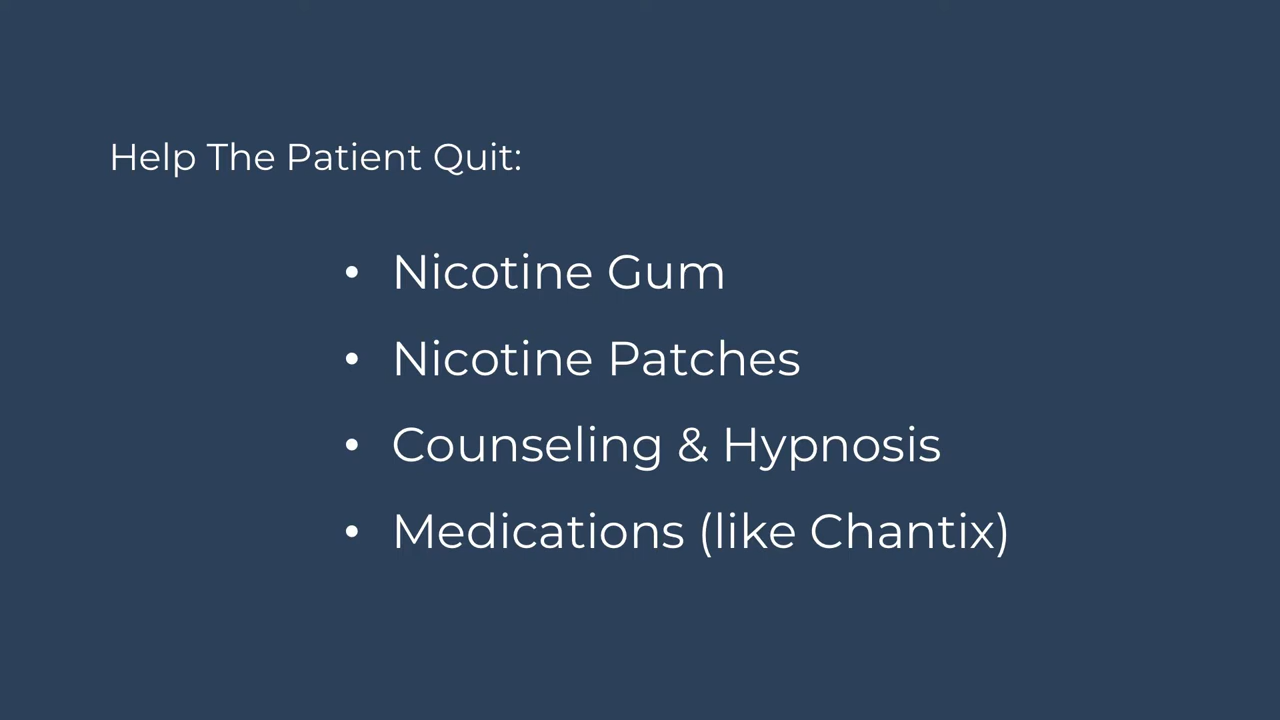 Help The Patient Quit:
• Nicotine Gum
• Nicotine Patches
• Counseling & Hypnosis
• Medications (like Chantix)